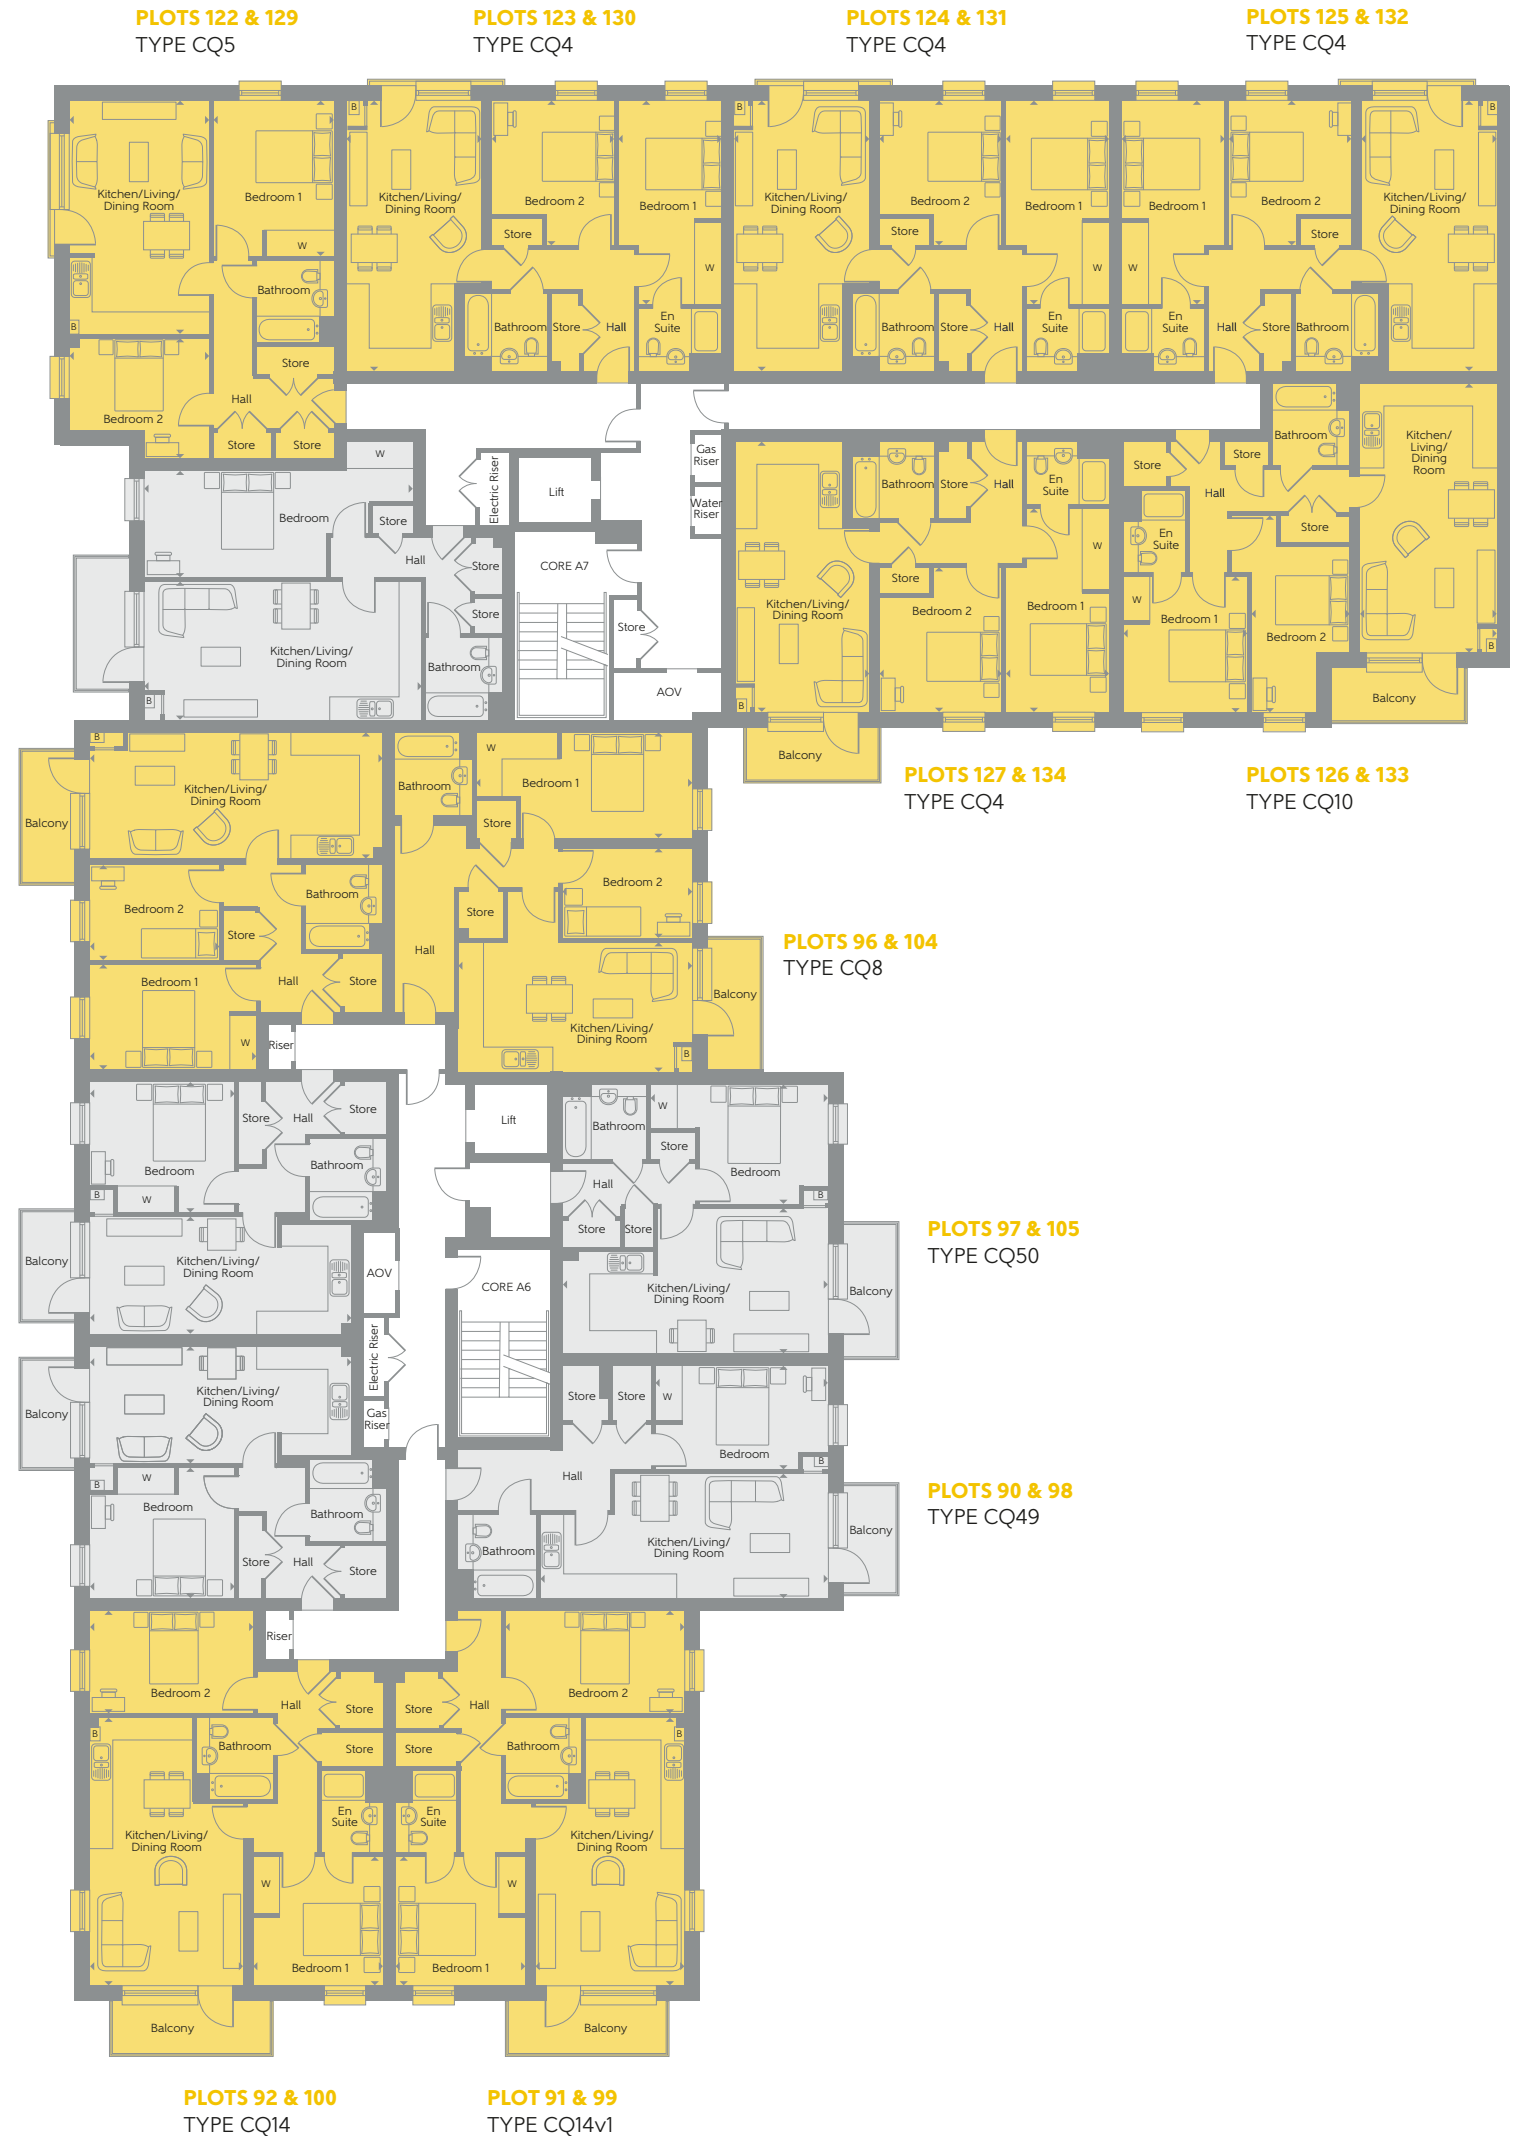 PLOTS 122 & 129
TYPE CQ5
PLOTS 123 & 130
TYPE CQ4
PLOTS 124 & 131
TYPE CQ4
PLOTS 125 & 132
TYPE CQ4
Kitchen/Living/
Dining Room
Bedroom 1
W
Bathroom
B
Store
Hall
Bedroom 2
Store
Store
B
Kitchen/Living/
Dining Room
Bedroom 2
Bedroom 1
Store
W
Bathroom
Store
Hall
En
Suite
B
Kitchen/Living/
Dining Room
Bedroom 2
Bedroom 1
Store
W
Bathroom
Store
Hall
En
Suite
Bedroom 1
Bedroom 2
B
Kitchen/Living/
Dining Room
W
Store
En
Suite
Hall
Store
Bathroom
W
Bedroom
Store
Hall
Store
Store
Kitchen/Living/
Dining Room
Bathroom
B
Electric Riser
Lift
CORE A7
Gas
Riser
Water
Riser
Store
AOV
Bathroom
Store
Hall
En
Suite
W
Kitchen/Living/
Dining Room
Store
Bedroom 2
Bedroom 1
B
Balcony
Store
Store
Bathroom
Kitchen/
Living/
Dining
Room
Hall
Store
En
Suite
W
Bedroom 1
Bedroom 2
B
Balcony
PLOTS 127 & 134
TYPE CQ4
PLOTS 126 & 133
TYPE CQ10
B
Kitchen/Living/
Dining Room
Balcony
Bedroom 2
Bathroom
Store
Bedroom 1
Hall
Store
W
W
Bedroom 1
Bathroom
Store
Bedroom 2
Store
Hall
Balcony
Kitchen/Living/
Dining Room
B
PLOTS 96 & 104
TYPE CQ8
Riser
Store
Hall
Store
Bedroom
Bathroom
B
W
Balcony
Kitchen/Living/
Dining Room
Lift
AOV
CORE A6
Electric Riser
Gas
Riser
W
Bathroom
Store
Bedroom
Hall
B
Store
Store
Kitchen/Living/
Dining Room
Balcony
PLOTS 97 & 105
TYPE CQ50
Kitchen/Living/
Dining Room
Balcony
B
W
Bedroom
Bathroom
Store
Hall
Store
Store
Store
W
Bedroom
B
Hall
Bathroom
Kitchen/Living/
Dining Room
Balcony
PLOTS 90 & 98
TYPE CQ49
Riser
Bedroom 2
Hall
Store
B
Bathroom
Store
Kitchen/Living/
Dining Room
En
Suite
W
Bedroom 1
Balcony
Store
Hall
Bedroom 2
Store
Bathroom
B
En
Suite
Kitchen/Living/
Dining Room
W
Bedroom 1
Balcony
PLOTS 92 & 100
TYPE CQ14
PLOT 91 & 99
TYPE CQ14v1